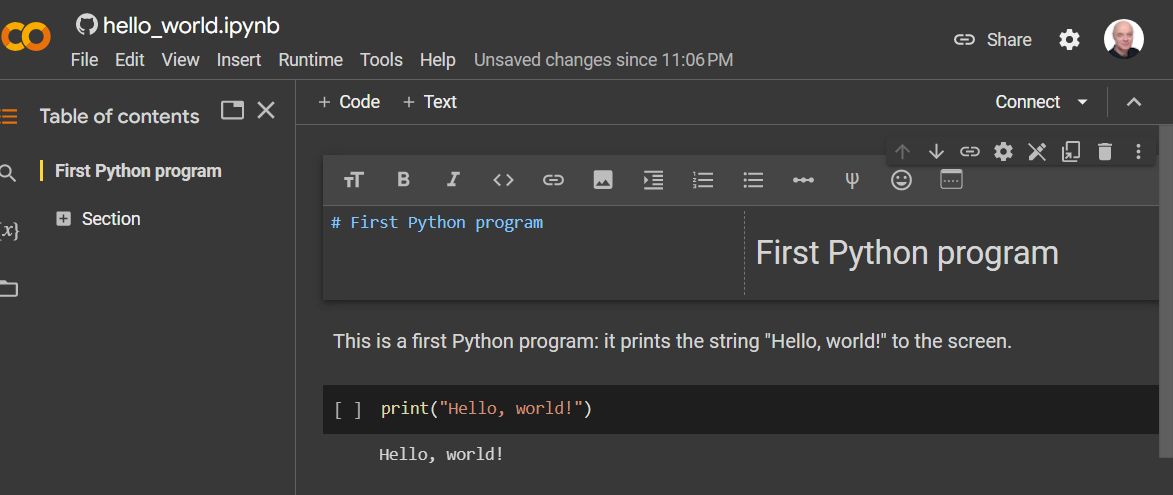 hello_world.ipynb
File Edit View Insert Runtime Tools Help Unsaved changes since 11:06 PM
Share
Table of contents
+ Code + Text
Connect
First Python program
Section
{x}
# First Python program
First Python program
This is a first Python program: it prints the string "Hello, world!" to the screen.
[ ] print("Hello, world!")
Hello, world!